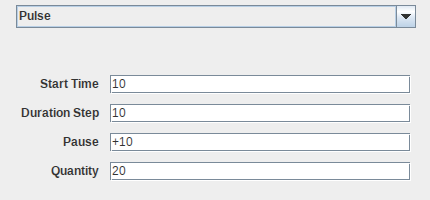 Pulse
Start Time 10
Duration Step 10
Pause +10
Quantity 20